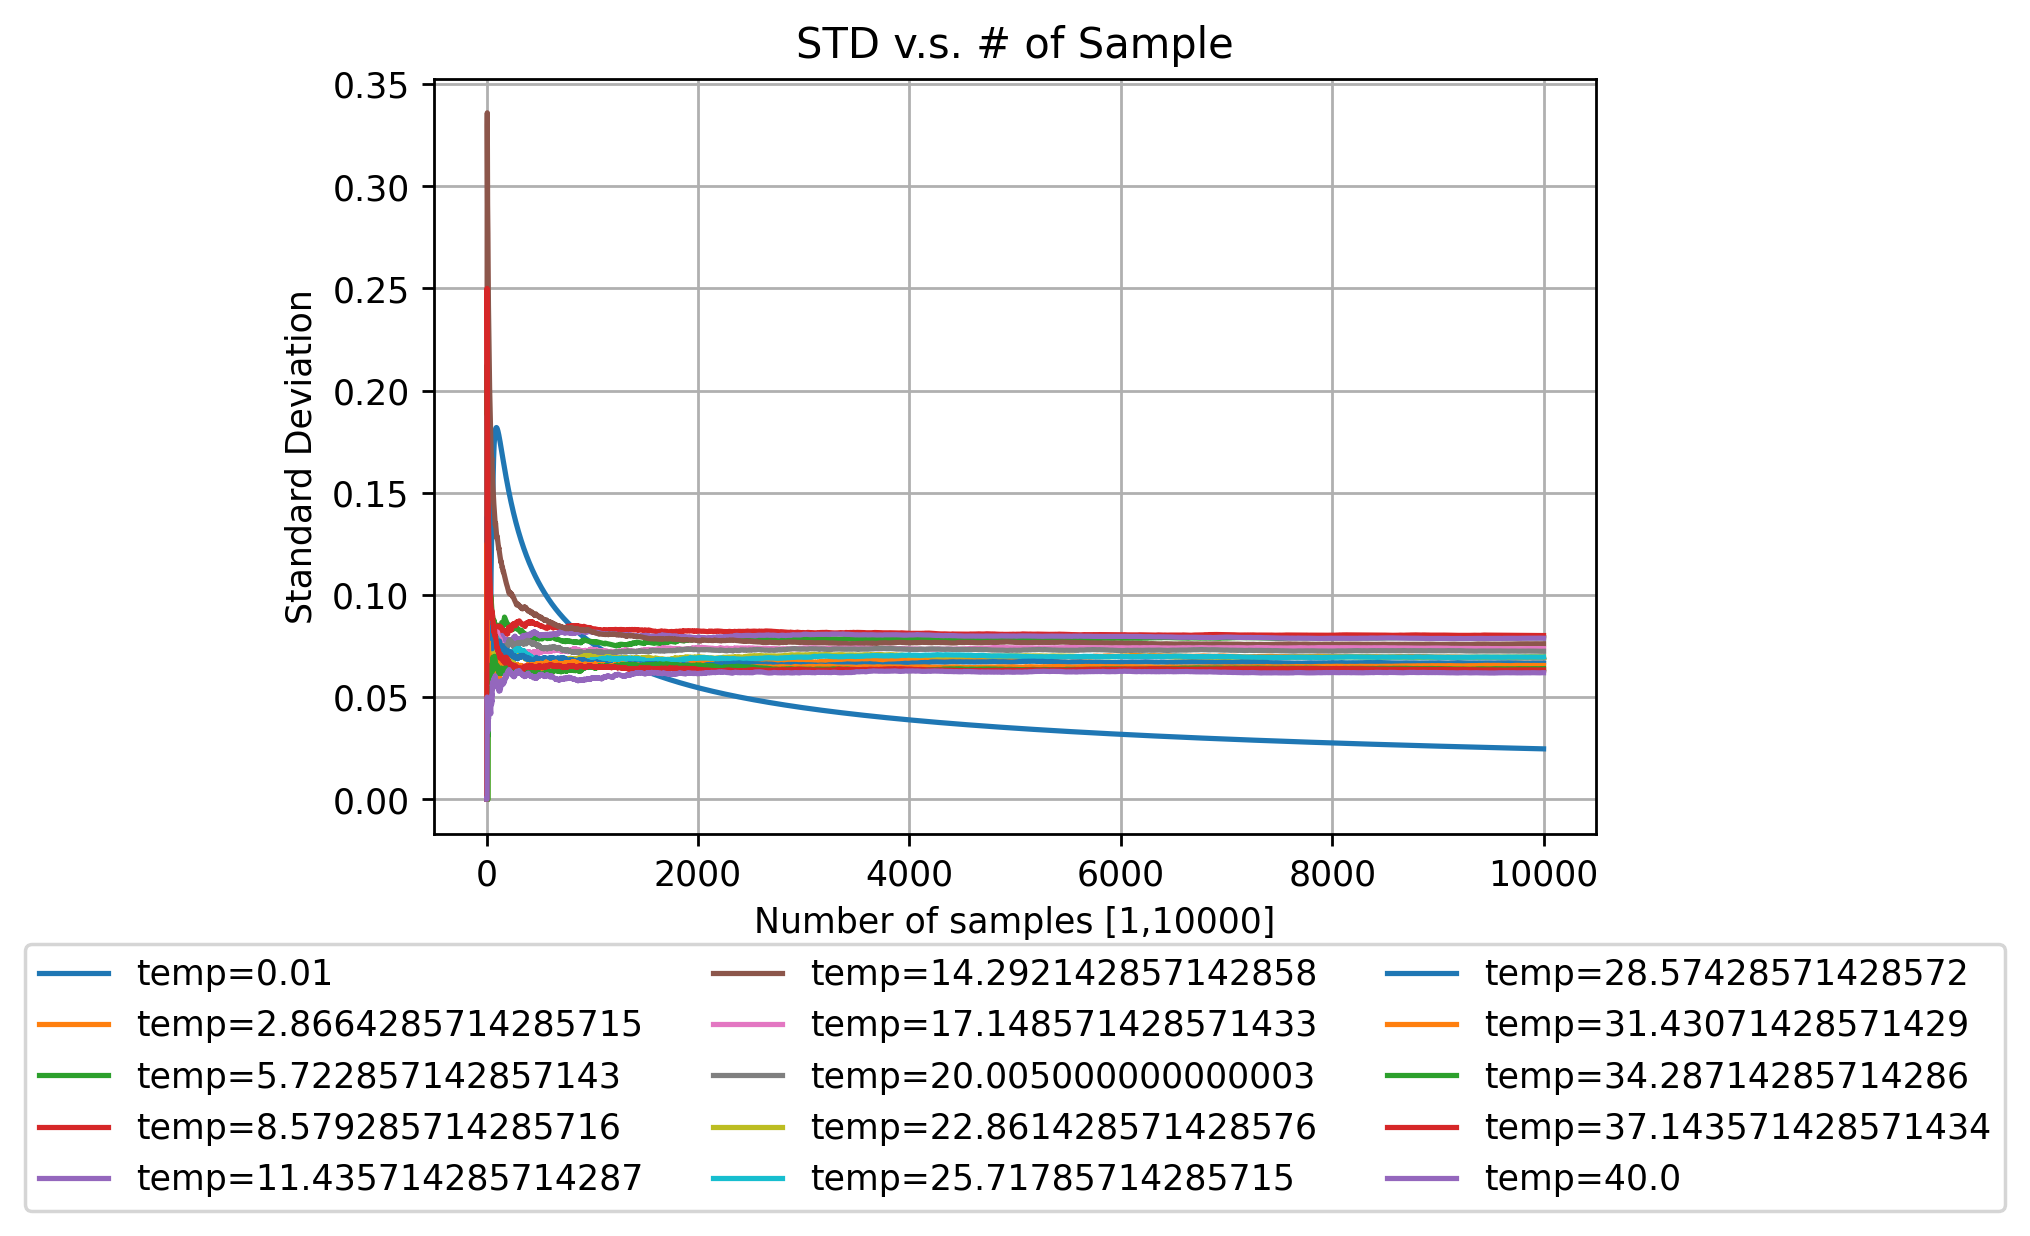 STD v.s. # of Sample
0.35
0.30
0.25
0.20
0.15
0.10
0.05
0.00
Standard Deviation
0 2000 4000 6000 8000 10000
Number of samples [1,10000]
temp=0.01
temp=2.8664285714285715
temp=5.722857142857143
temp=8.579285714285716
temp=11.435714285714287
temp=14.292142857142858
temp=17.148571428571433
temp=20.005000000000003
temp=22.861428571428576
temp=25.71785714285715
temp=28.57428571428572
temp=31.43071428571429
temp=34.28714285714286
temp=37.143571428571434
temp=40.0